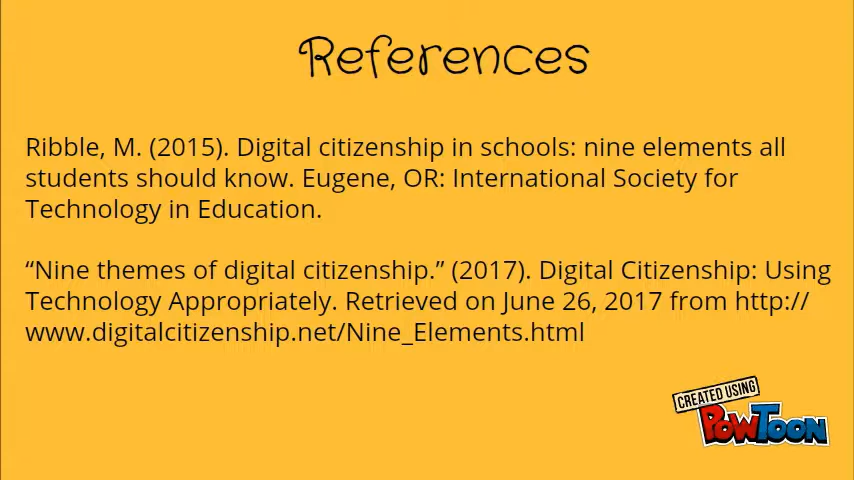 References
Ribble, M. (2015). Digital citizenship in schools: nine elements all
students should know. Eugene, OR: International Society for
Technology in Education.
“Nine themes of digital citizenship.” (2017). Digital Citizenship: Using
Technology Appropriately. Retrieved on June 26, 2017 from http://
www.digitalcitizenship.net/Nine_Elements.html
CREATED USING
POWTOON